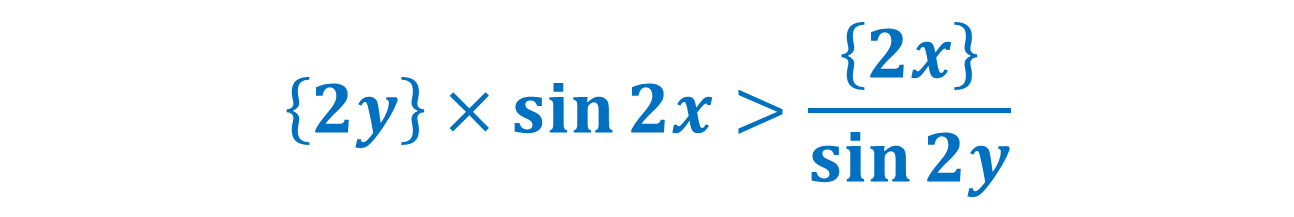 {2y} × sin 2x > {2x} / sin 2y